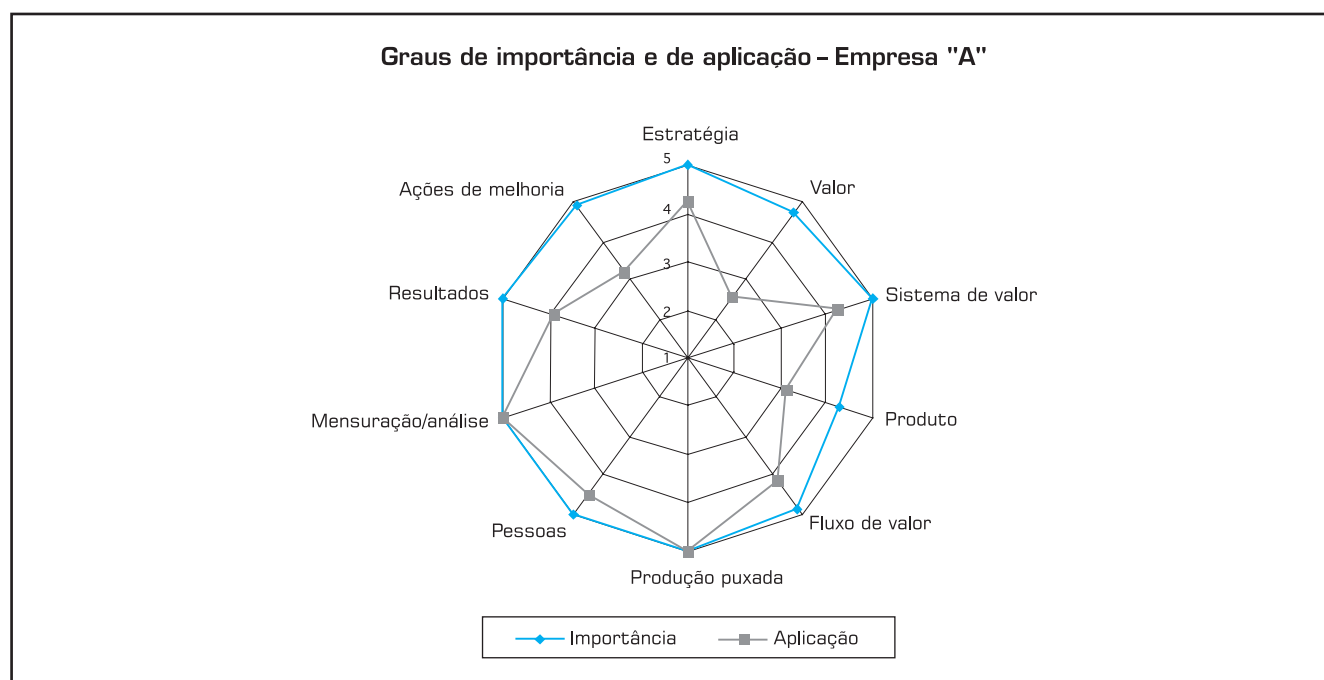 Graus de importância e de aplicação – Empresa "A"
Estratégia
5
Ações de melhoria
Valor
4
3
Resultados
Sistema de valor
2
1
Mensuração/análise
Produto
Pessoas
Fluxo de valor
Produção puxada
Importância
Aplicação